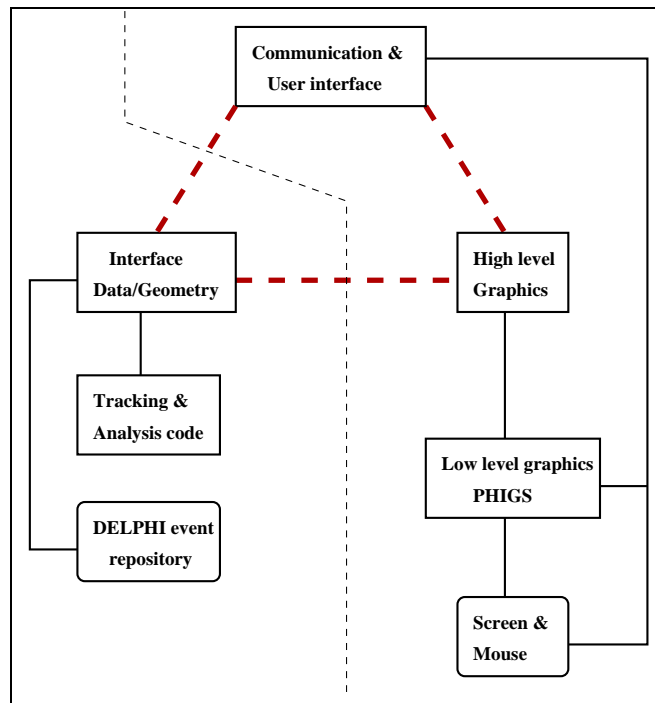 Communication &
User interface
Interface
Data/Geometry
High level
Graphics
Tracking &
Analysis code
Low level graphics
PHIGS
DELPHI event
repository
Screen &
Mouse